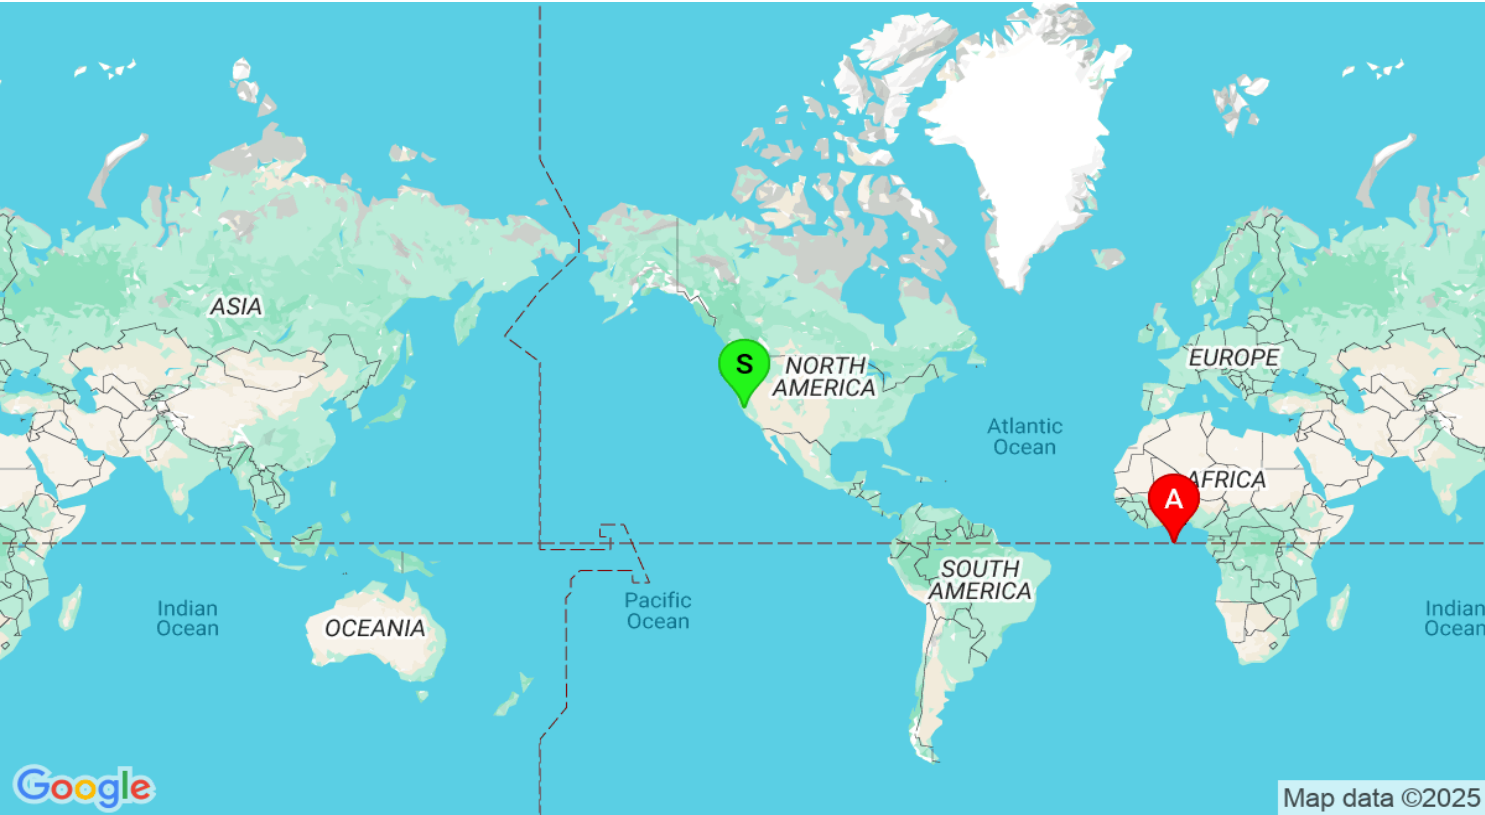 ASIA
S
NORTH
AMERICA
EUROPE
Atlantic
Ocean
AFRICA
A
SOUTH
AMERICA
Indian
Ocean
Pacific
Ocean
OCEANIA
Indian
Ocean
Google
Map data ©2025